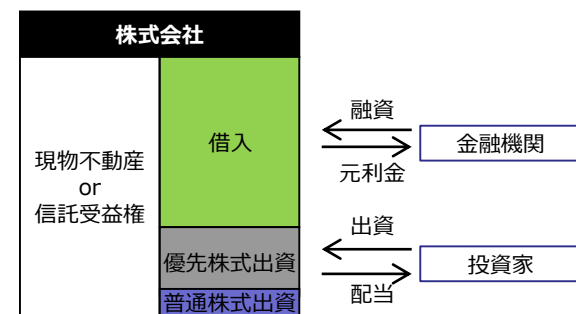 株式会社
現物不動産
or
信託受益権
借入
優先株式出資
普通株式出資
融資
元利金
金融機関
出資
配当
投資家